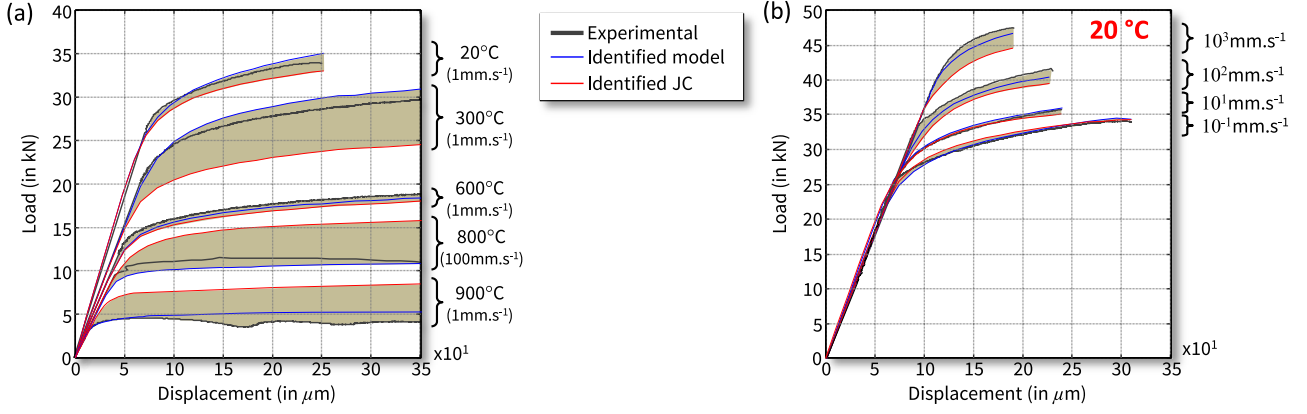 (a)
40
35
30
25
20
15
10
5
0
Load (in kN)
0 5 10 15 20 25 30 35
x10¹
Displacement (in μm)
20°C
(1mm.s⁻¹)
300°C
(1mm.s⁻¹)
600°C
(1mm.s⁻¹)
800°C
(100mm.s⁻¹)
900°C
(1mm.s⁻¹)
Experimental
Identified model
Identified JC
(b)
20 °C
50
45
40
35
30
25
20
15
10
5
0
Load (in kN)
0 5 10 15 20 25 30 35
x10¹
Displacement (in μm)
10³mm.s⁻¹
10²mm.s⁻¹
10¹mm.s⁻¹
10⁻¹mm.s⁻¹